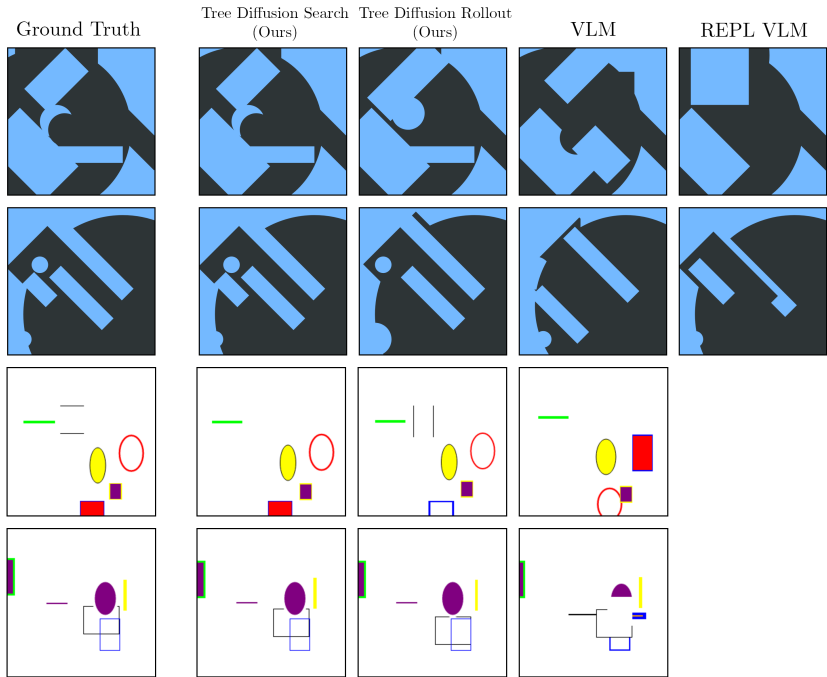 Ground Truth
Tree Diffusion Search
(Ours)
Tree Diffusion Rollout
(Ours)
VLM
REPL VLM